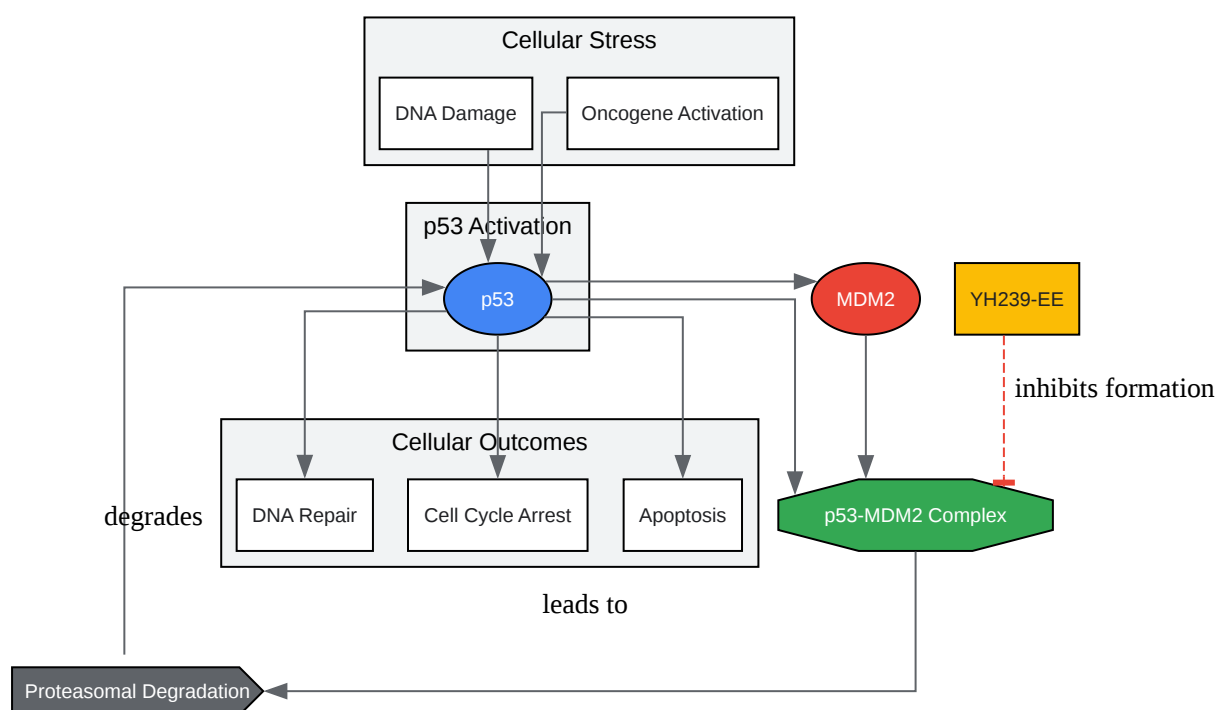 Cellular Stress
DNA Damage
Oncogene Activation
p53 Activation
p53
MDM2
YH239-EE
inhibits formation
Cellular Outcomes
degrades
DNA Repair
Cell Cycle Arrest
Apoptosis
p53-MDM2 Complex
leads to
Proteasomal Degradation